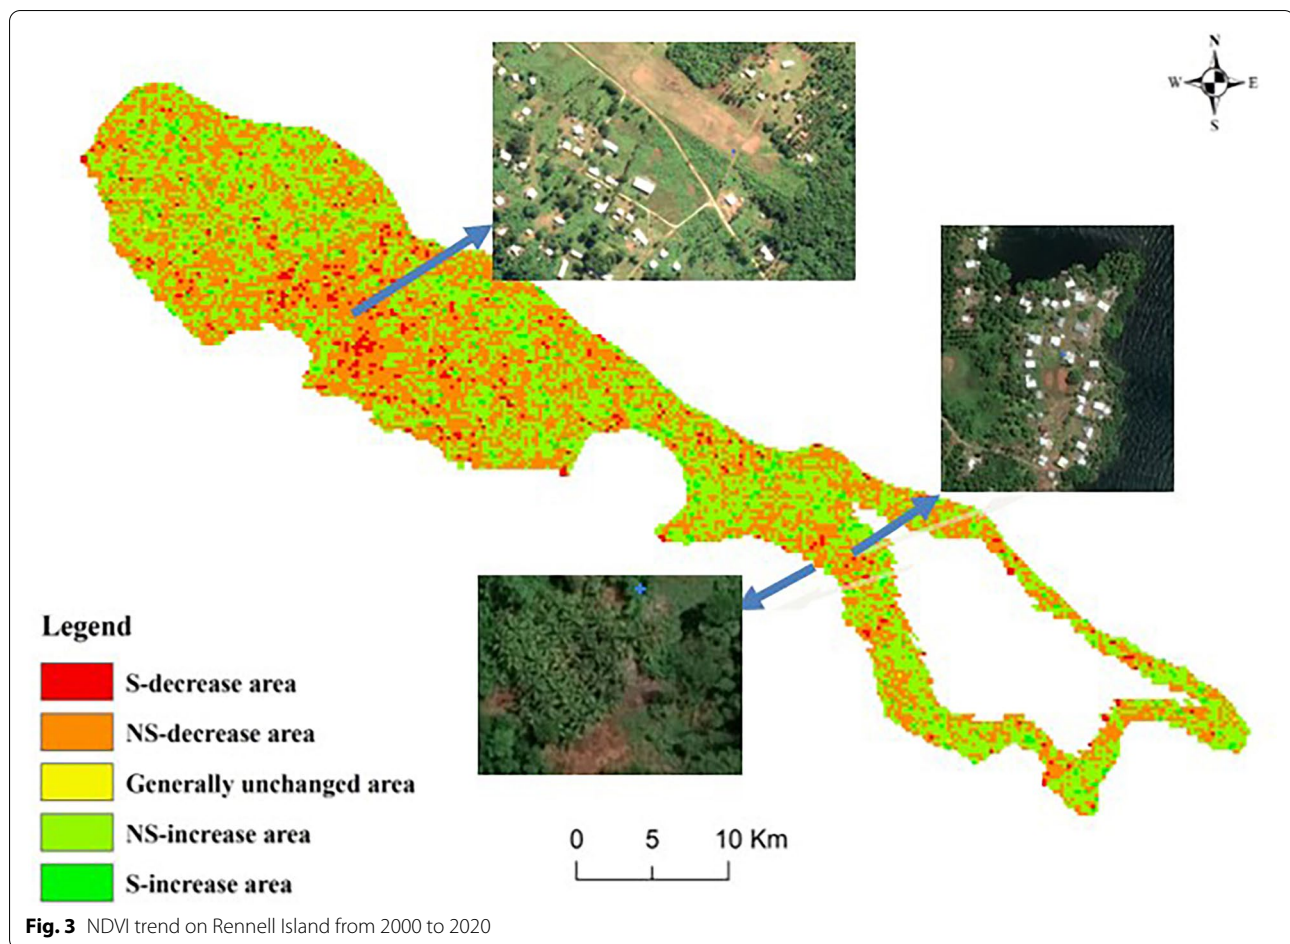 N
W E
S
Legend
S-decrease area
NS-decrease area
Generally unchanged area
NS-increase area
S-increase area
0 5 10 Km
Fig. 3 NDVI trend on Rennell Island from 2000 to 2020